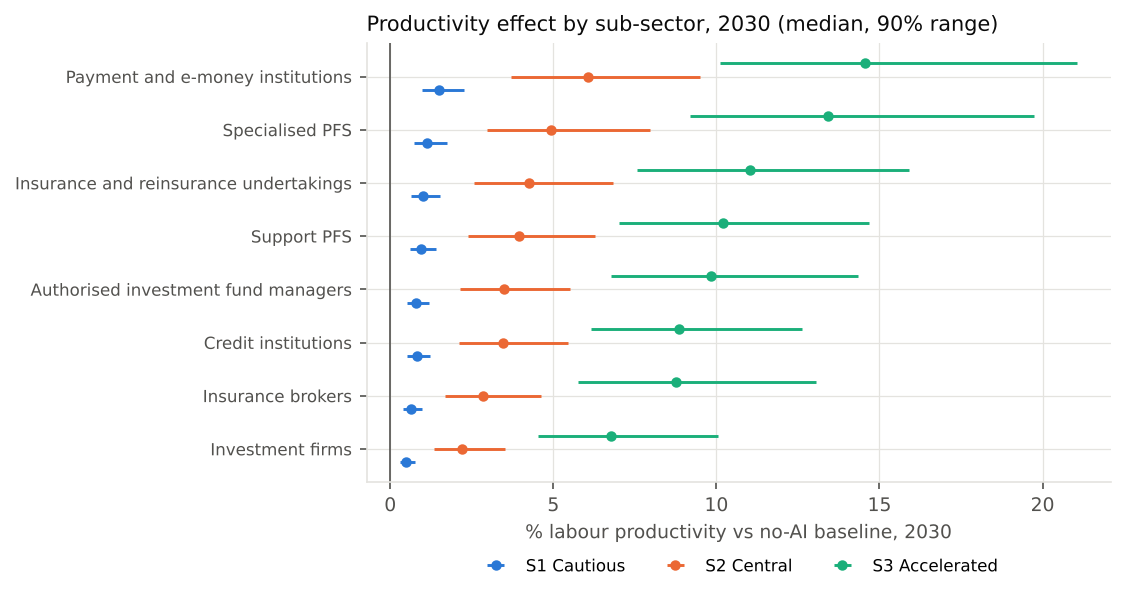 Productivity effect by sub-sector, 2030 (median, 90% range)
Payment and e-money institutions
Specialised PFS
Insurance and reinsurance undertakings
Support PFS
Authorised investment fund managers
Credit institutions
Insurance brokers
Investment firms
0 5 10 15 20
% labour productivity vs no-AI baseline, 2030
S1 Cautious S2 Central S3 Accelerated